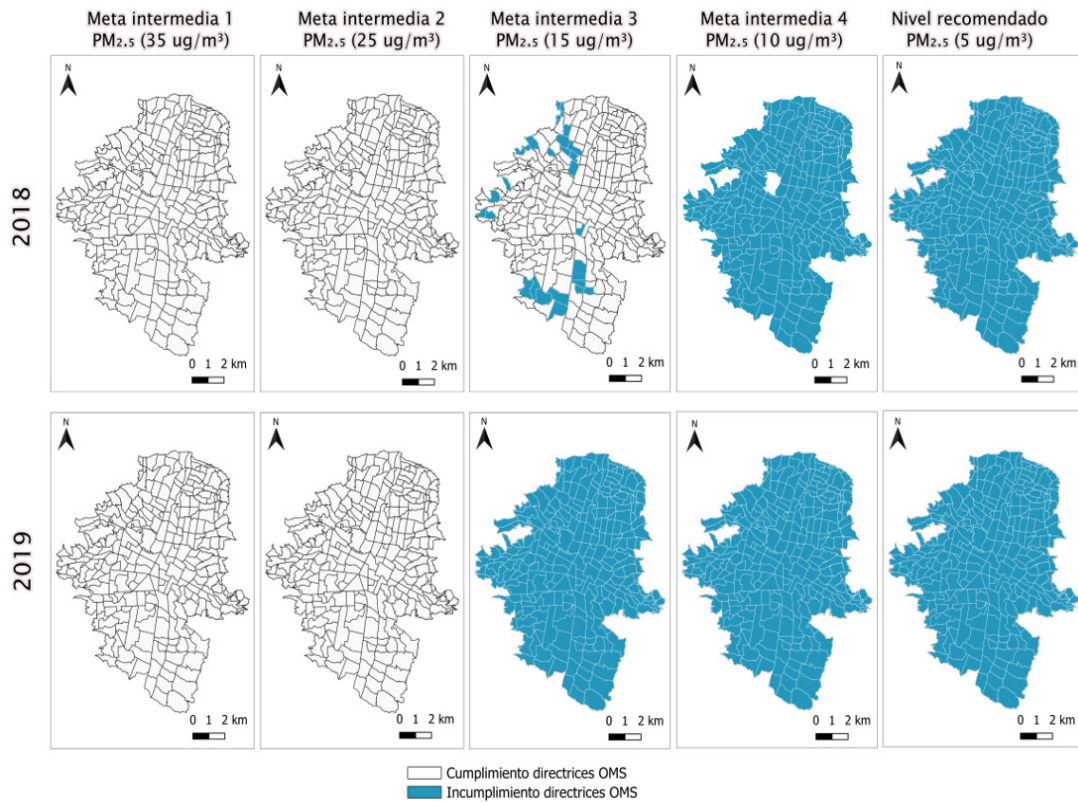 Meta intermedia 1
PM₂.₅ (35 ug/m³)
Meta intermedia 2
PM₂.₅ (25 ug/m³)
Meta intermedia 3
PM₂.₅ (15 ug/m³)
Meta intermedia 4
PM₂.₅ (10 ug/m³)
Nivel recomendado
PM₂.₅ (5 ug/m³)
2018
N
0 1 2 km
N
0 1 2 km
N
0 1 2 km
N
0 1 2 km
N
0 1 2 km
2019
N
0 1 2 km
N
0 1 2 km
N
0 1 2 km
N
0 1 2 km
N
0 1 2 km
Cumplimiento directrices OMS
Incumplimiento directrices OMS